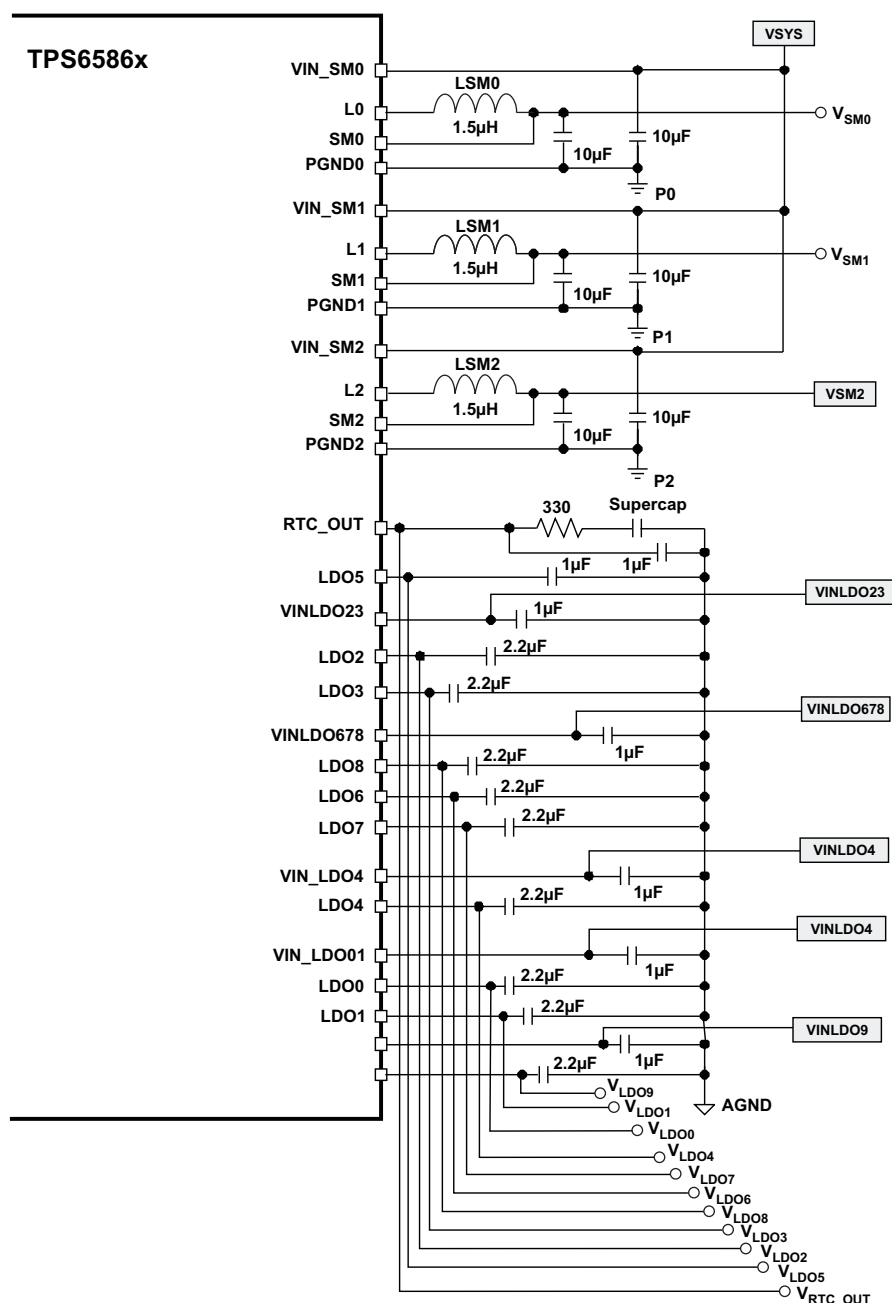 TPS6586x
VSYS
VIN_SM0
LSM0
L0
1.5µH
VSM0
SM0
10µF
10µF
PGND0
P0
VIN_SM1
LSM1
L1
1.5µH
VSM1
SM1
10µF
10µF
PGND1
P1
VIN_SM2
LSM2
L2
1.5µH
VSM2
SM2
10µF
10µF
PGND2
P2
330
Supercap
RTC_OUT
1µF
1µF
LDO5
VINLDO23
VINLDO23
1µF
LDO2
2.2µF
LDO3
2.2µF
VINLDO678
VINLDO678
1µF
LDO8
2.2µF
LDO6
2.2µF
LDO7
2.2µF
VINLDO4
VIN_LDO4
1µF
LDO4
2.2µF
VINLDO4
VIN_LDO01
1µF
LDO0
2.2µF
LDO1
2.2µF
VINLDO9
1µF
2.2µF
VLDO9
VLDO1
AGND
VLDO0
VLDO4
VLDO7
VLDO6
VLDO8
VLDO3
VLDO2
VLDO5
VRTC_OUT